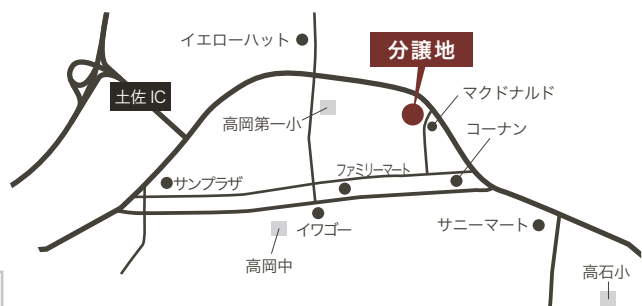 イエローハット
分譲地
土佐 IC
マクドナルド
高岡第一小
コーナン
ファミリーマート
サンプラザ
イワゴー
サニーマート
高岡中
高石小